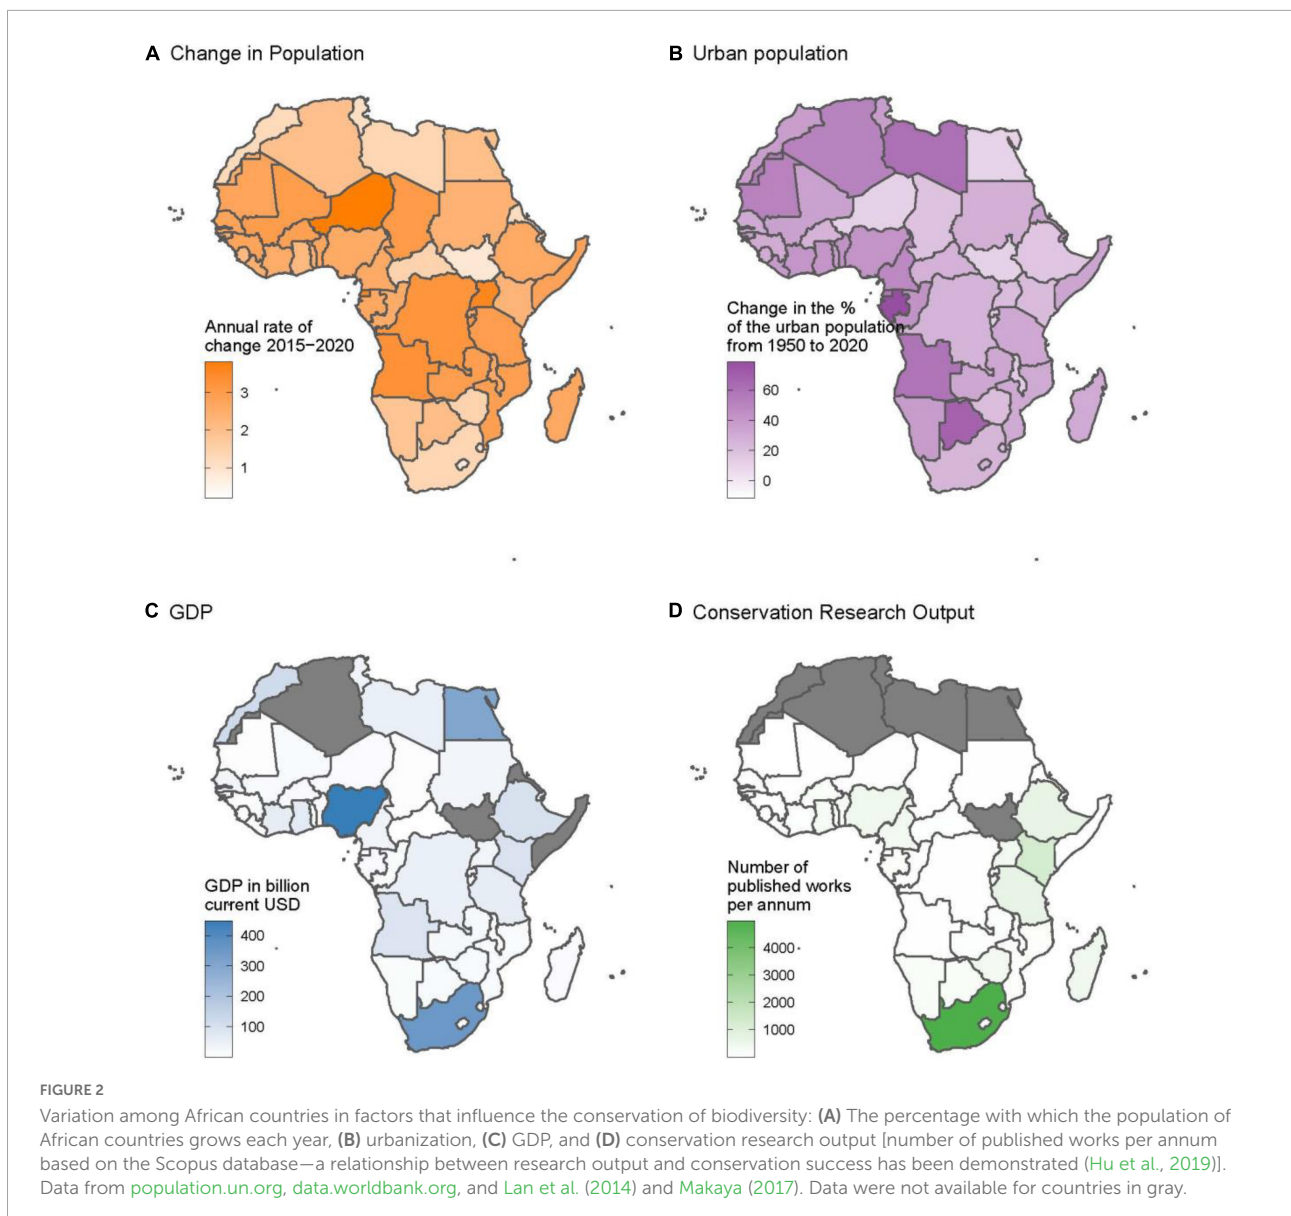 A Change in Population
B Urban population
Annual rate of
change 2015−2020
3
2
1
Change in the %
of the urban population
from 1950 to 2020
60
40
20
0
C GDP
D Conservation Research Output
GDP in billion
current USD
400
300
200
100
Number of
published works
per annum
4000
3000
2000
1000
FIGURE 2
Variation among African countries in factors that influence the conservation of biodiversity: (A) The percentage with which the population of
African countries grows each year, (B) urbanization, (C) GDP, and (D) conservation research output [number of published works per annum
based on the Scopus database—a relationship between research output and conservation success has been demonstrated (Hu et al., 2019)].
Data from population.un.org, data.worldbank.org, and Lan et al. (2014) and Makaya (2017). Data were not available for countries in gray.